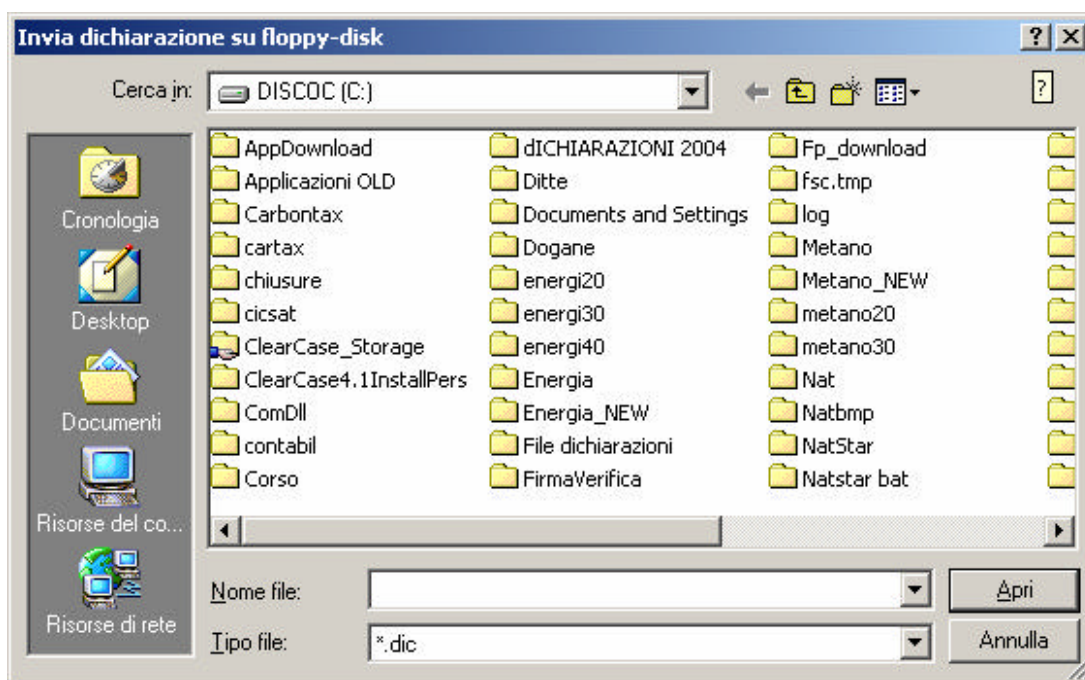 Invia dichiarazione su floppy-disk
Cerca in: DISCOC (C:)
Cronologia
Desktop
Documenti
Risorse del co...
Risorse di rete
AppDownload
Applicazioni OLD
Carbontax
cartax
chiusure
cicsat
ClearCase_Storage
ClearCase4.1InstallPers
ComDll
contabil
Corso
dICHIARAZIONI 2004
Ditte
Documents and Settings
Dogane
energi20
energi30
energi40
Energia
Energia_NEW
File dichiarazioni
FirmaVerifica
Fp_download
fsc.tmp
log
Metano
Metano_NEW
metano20
metano30
Nat
Natbmp
NatStar
Natstar bat
Nome file:
Apri
Tipo file: *.dic
Annulla